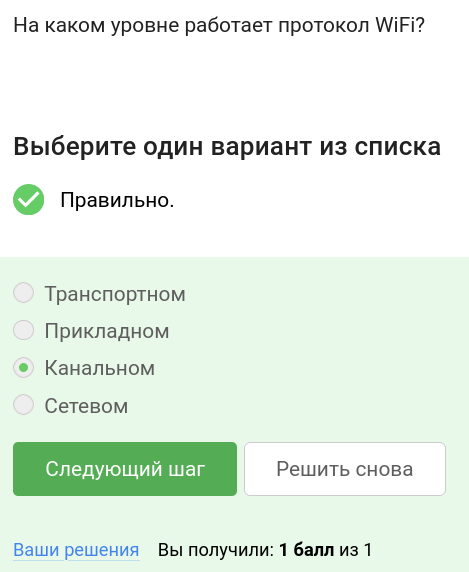 На каком уровне работает протокол WiFi?
Выберите один вариант из списка
Правильно.
Транспортном
Прикладном
Канальном
Сетевом
Следующий шаг Решить снова
Ваши решения Вы получили: 1 балл из 1